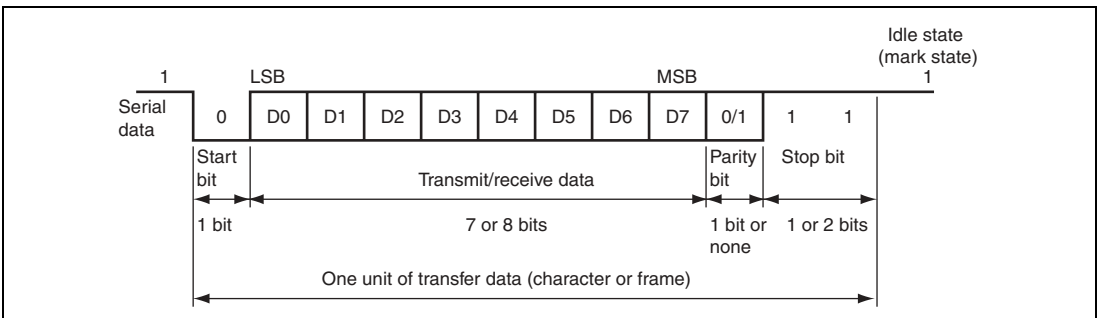 Idle state
(mark state)
1 LSB MSB 1
Serial
data
0 D0 D1 D2 D3 D4 D5 D6 D7 0/1 1 1
Start
bit
Transmit/receive data
Parity
bit
Stop bit
1 bit
7 or 8 bits
1 bit or
none
1 or 2 bits
One unit of transfer data (character or frame)